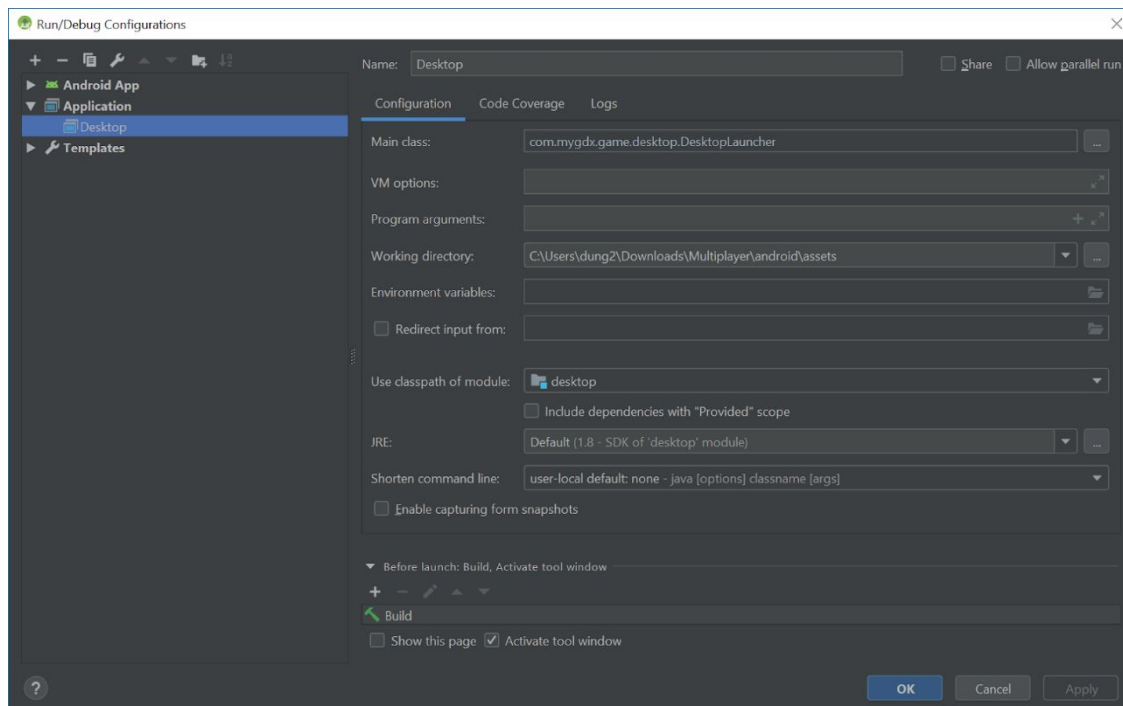 Run/Debug Configurations
Name: Desktop Share Allow parallel run
Android App
Application
Desktop
Templates
Configuration Code Coverage Logs
Main class: com.mygdx.game.desktop.DesktopLauncher ...
VM options:
Program arguments:
Working directory: C:\Users\dung2\Downloads\Multiplayer\android\assets ...
Environment variables:
Redirect input from:
Use classpath of module: desktop
Include dependencies with "Provided" scope
JRE: Default (1.8 - SDK of 'desktop' module) ...
Shorten command line: user-local default: none - java [options] classname [args]
Enable capturing form snapshots
Before launch: Build, Activate tool window
Build
Show this page Activate tool window
? OK Cancel Apply